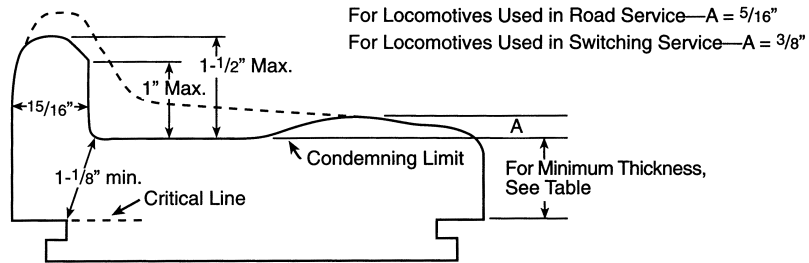 For Locomotives Used in Road Service—A = 5/16”
For Locomotives Used in Switching Service—A = 3/8”
1-1/2” Max.
1” Max.
15/16”
A
Condemning Limit
For Minimum Thickness,
See Table
1-1/8” min.
Critical Line